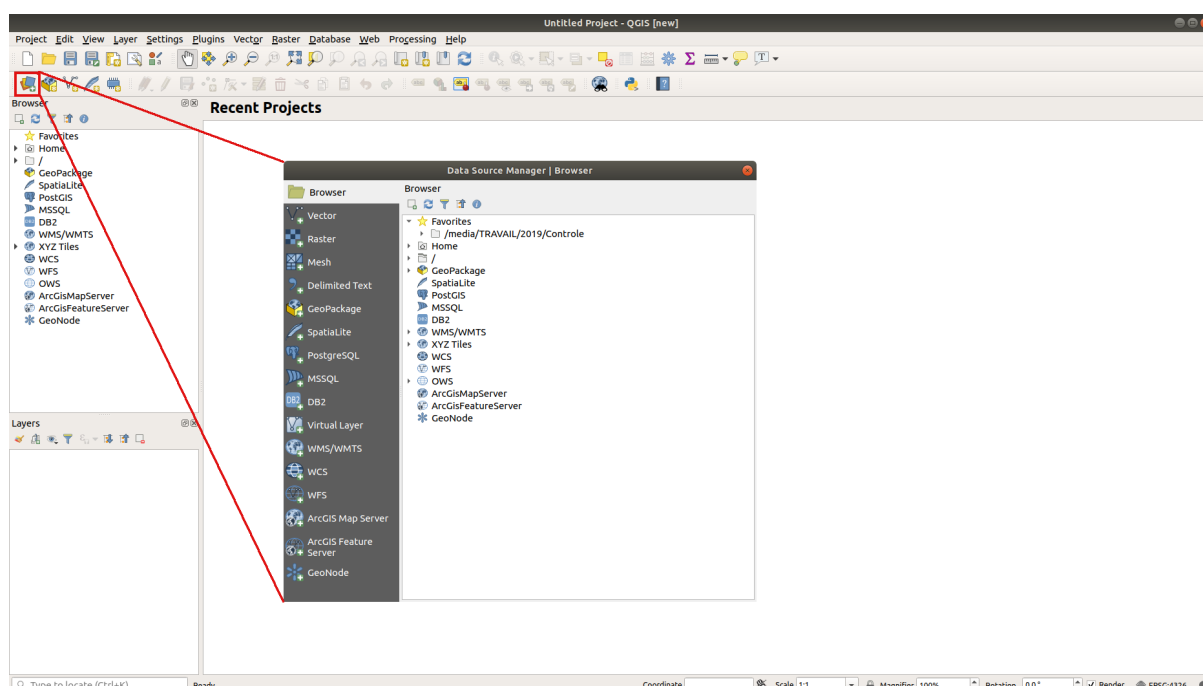 Untitled Project - QGIS [new]
Project Edit View Layer Settings Plugins Vector Raster Database Web Processing Help
Browser
Favorites
Home
/
GeoPackage
SpatiaLite
PostGIS
MSSQL
DB2
WMS/WMTS
XYZ Tiles
WCS
WFS
OWS
ArcGisMapServer
ArcGisFeatureServer
GeoNode
Layers
Recent Projects
Data Source Manager | Browser
Browser
Vector
Raster
Mesh
Delimited Text
GeoPackage
SpatiaLite
PostgreSQL
MSSQL
DB2 DB2
Virtual Layer
WMS/WMTS
WCS
WFS
ArcGIS Map Server
ArcGIS Feature
Server
GeoNode
Browser
Favorites
/media/TRAVAIL/2019/Controle
Home
/
GeoPackage
SpatiaLite
PostGIS
MSSQL
DB2
WMS/WMTS
XYZ Tiles
WCS
WFS
OWS
ArcGisMapServer
ArcGisFeatureServer
GeoNode
Type to locate (Ctrl+K) Ready Coordinate Scale 1:1 Magnifier 100% Rotation 0.0 ° Render EPSG:4326